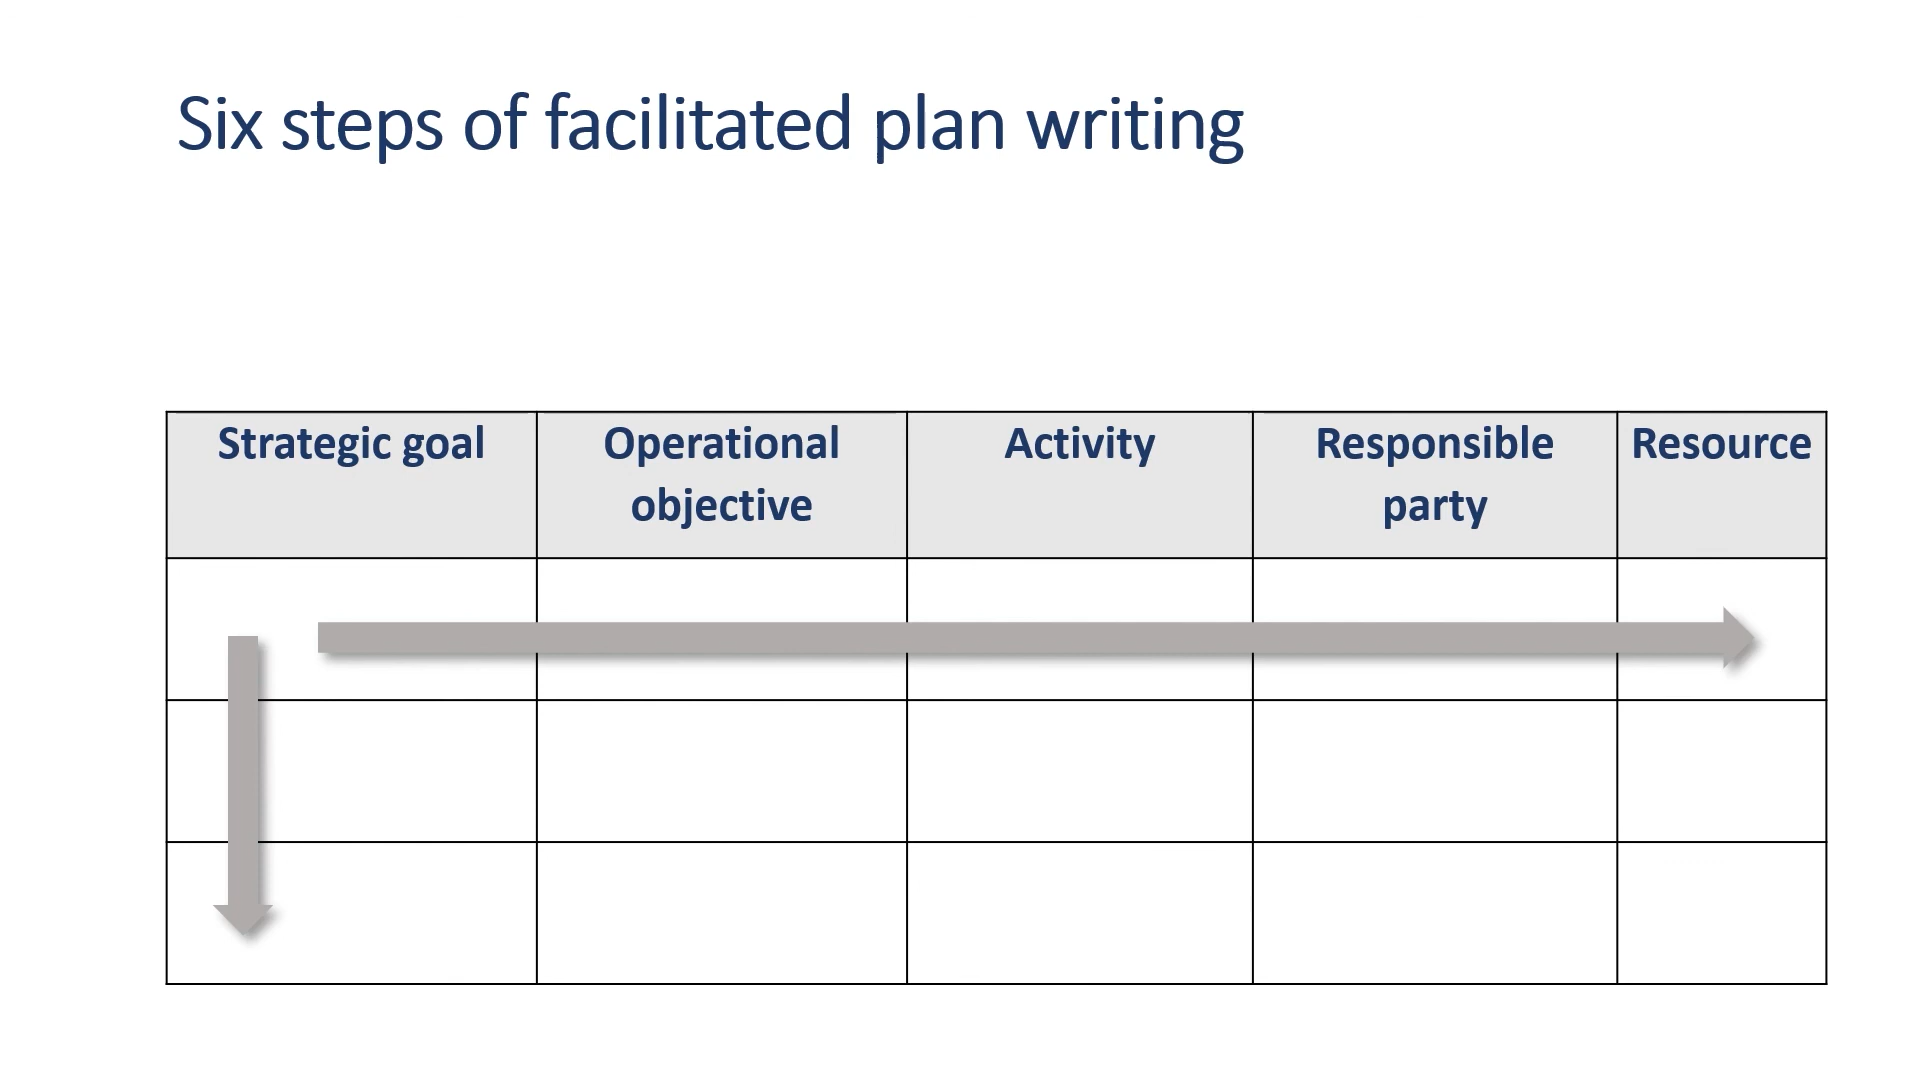 Six steps of facilitated plan writing
Strategic goal
Operational
objective
Activity
Responsible
party
Resource